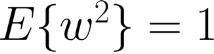 E{w²} = 1